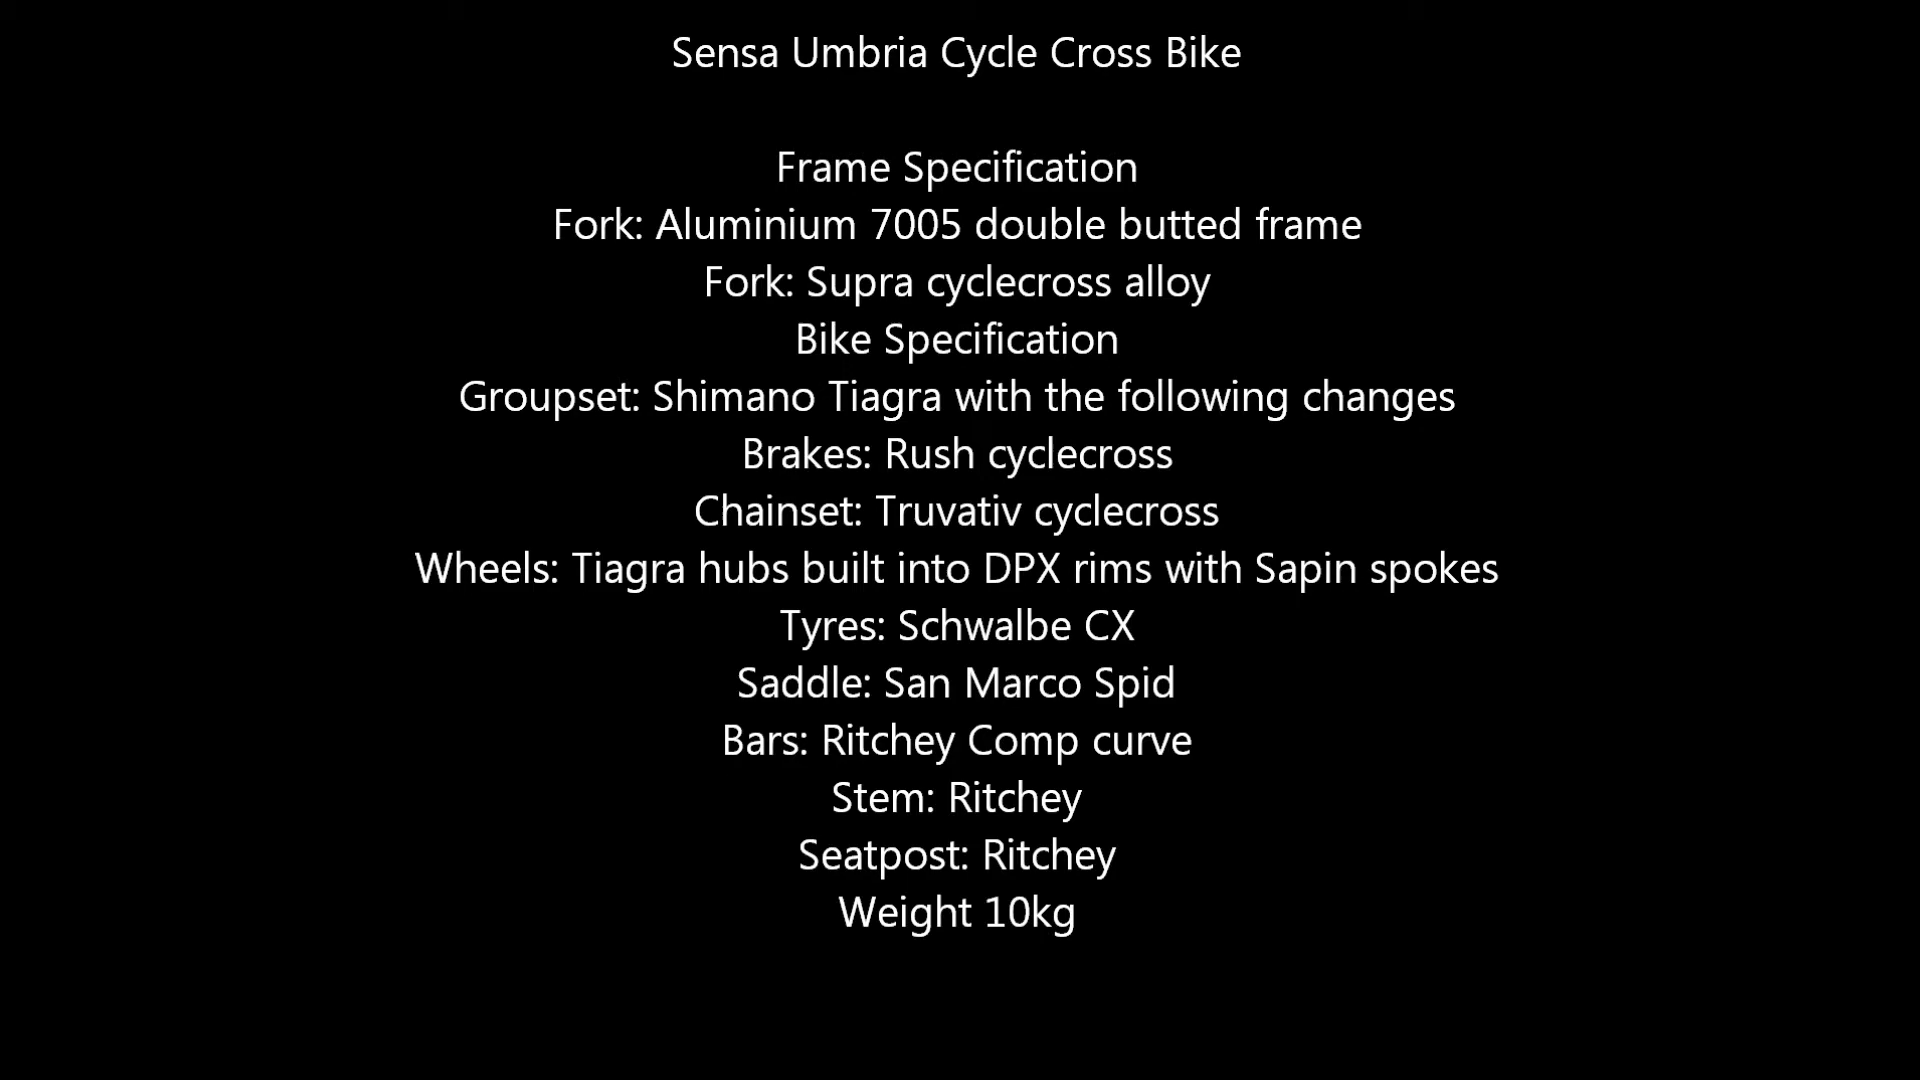 Sensa Umbria Cycle Cross Bike
Frame Specification
Fork: Aluminium 7005 double butted frame
Fork: Supra cyclecross alloy
Bike Specification
Groupset: Shimano Tiagra with the following changes
Brakes: Rush cyclecross
Chainset: Truvativ cyclecross
Wheels: Tiagra hubs built into DPX rims with Sapin spokes
Tyres: Schwalbe CX
Saddle: San Marco Spid
Bars: Ritchey Comp curve
Stem: Ritchey
Seatpost: Ritchey
Weight 10kg